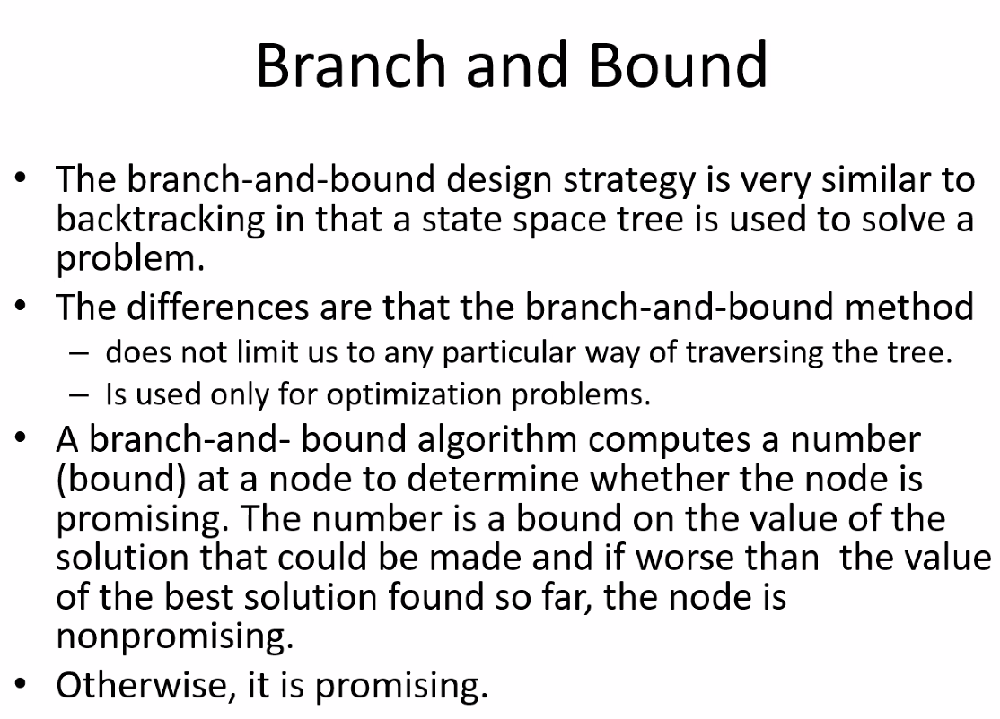 Branch and Bound
• The branch-and-bound design strategy is very similar to
backtracking in that a state space tree is used to solve a
problem.
• The differences are that the branch-and-bound method
– does not limit us to any particular way of traversing the tree.
– Is used only for optimization problems.
• A branch-and- bound algorithm computes a number
(bound) at a node to determine whether the node is
promising. The number is a bound on the value of the
solution that could be made and if worse than  the value
of the best solution found so far, the node is
nonpromising.
• Otherwise, it is promising.